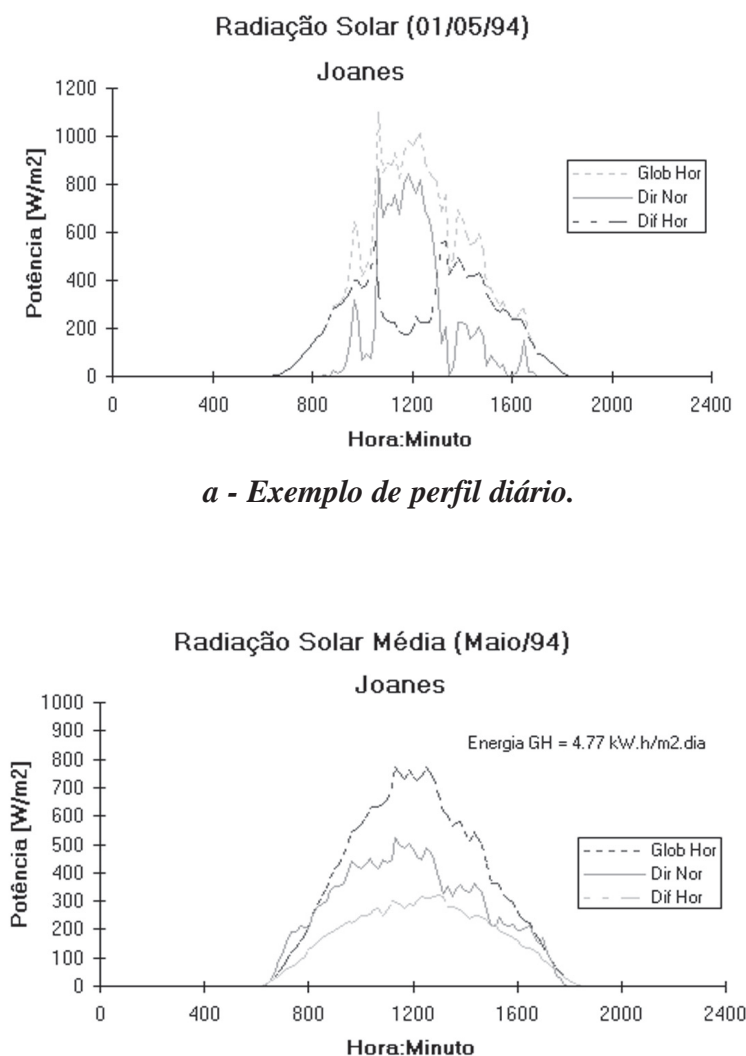 Radiação Solar (01/05/94)
Joanes
Potência [W/m2]
1200
1000
800
600
400
200
0
Glob Hor
Dir Nor
Dif Hor
0 400 800 1200 1600 2000 2400
Hora:Minuto
a - Exemplo de perfil diário.
Radiação Solar Média (Maio/94)
Joanes
Potência [W/m2]
1000
900
800
700
600
500
400
300
200
100
0
Energia GH = 4.77 kW.h/m2.dia
Glob Hor
Dir Nor
Dif Hor
0 400 800 1200 1600 2000 2400
Hora:Minuto